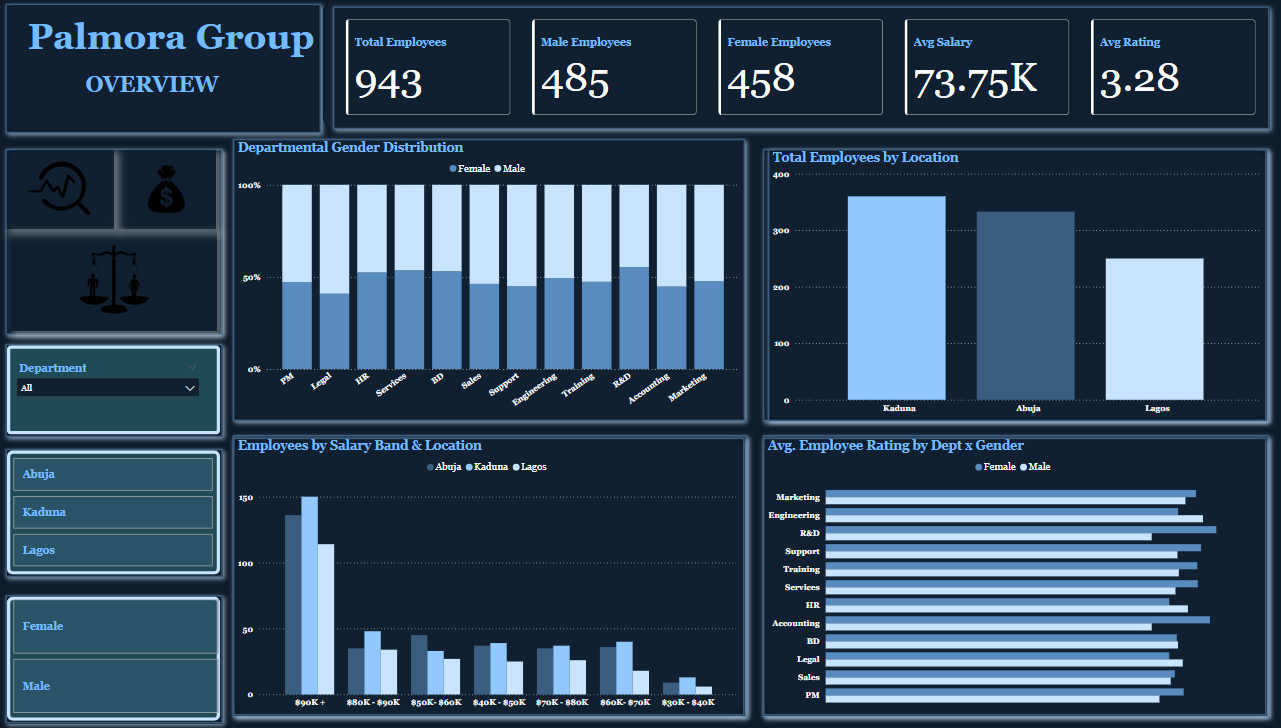 Palmora Group
OVERVIEW
Total Employees
943
Male Employees
485
Female Employees
458
Avg Salary
73.75K
Avg Rating
3.28
Departmental Gender Distribution
Female Male
100%
50%
0%
PM Legal HR Services BD Sales Support Engineering Training R&D Accounting Marketing
Total Employees by Location
400
300
200
100
0
Kaduna Abuja Lagos
$
Department
All
Abuja
Kaduna
Lagos
Female
Male
Employees by Salary Band & Location
Abuja Kaduna Lagos
150
100
50
0
$90K + $80K - $90K $50K- $60K $40K - $50K $70K - $80K $60K- $70K $30K - $40K
Avg. Employee Rating by Dept x Gender
Female Male
Marketing
Engineering
R&D
Support
Training
Services
HR
Accounting
BD
Legal
Sales
PM